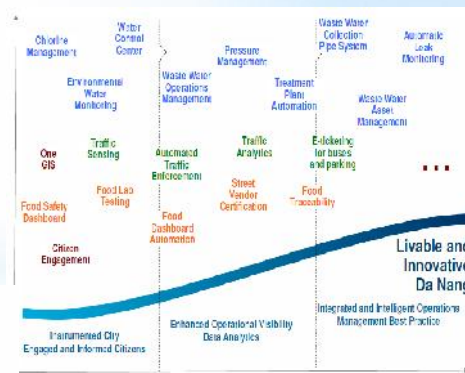 Chlorine
Management
Water
Control
Center
Environmental
Water
Monitoring
Waste Water
Operations
Management
Pressure
Management
Treatment
Plant
Automation
Waste Water
Collection
Pipe System
Waste Water
Asset
Management
Automatic
Leak
Monitoring
One
GIS
Traffic
Sensing
Automated
Traffic
Enforcement
Traffic
Analytics
E-tickering
for buses
and parking
...
Food Safety
Dashboard
Food Lab
Testing
Food
Dashboard
Automation
Street
Vendor
Certification
Food
Traceability
Citizen
Engagement
Livable and
Innovative
Da Nang
Instrumented City
Engaged and Informed Citizens
Enhanced Operational Visibility
Data Analytics
Integrated and Intelligent Operations
Management Best Practice